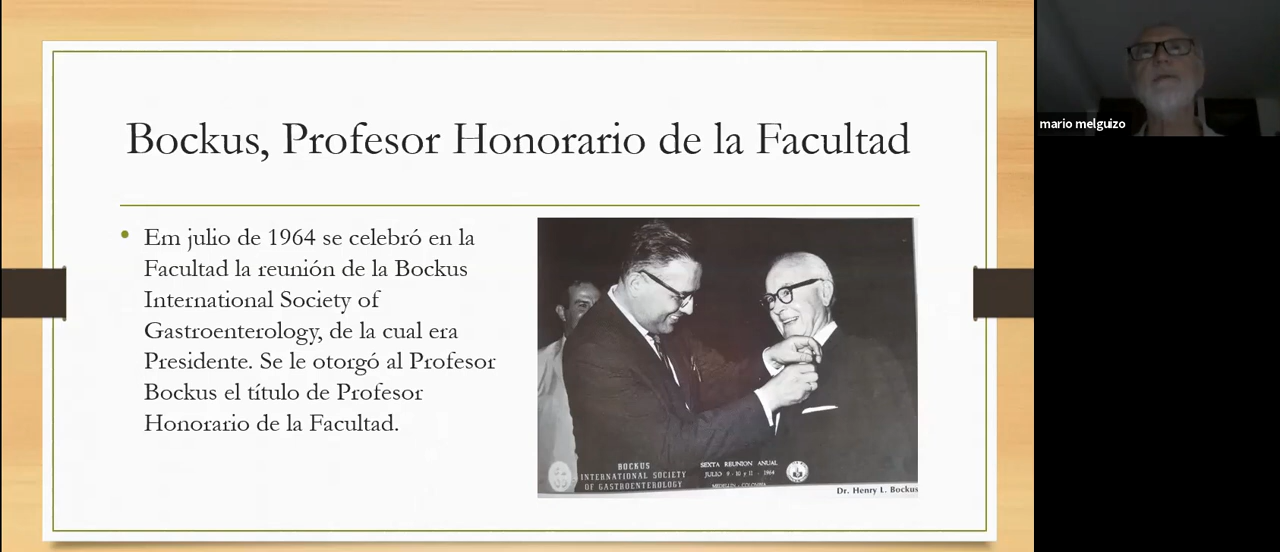 Bockus, Profesor Honorario de la Facultad
Em julio de 1964 se celebró en la
Facultad la reunión de la Bockus
International Society of
Gastroenterology, de la cual era
Presidente. Se le otorgó al Profesor
Bockus el título de Profesor
Honorario de la Facultad.
BOCKUS
INTERNATIONAL SOCIETY
OF GASTROENTEROLOGY
SEXTA REUNION ANUAL
JULIO 9 - 10 y 11 - 1964
MEDELLIN - COLOMBIA
Dr. Henry L. Bockus
mario melguizo